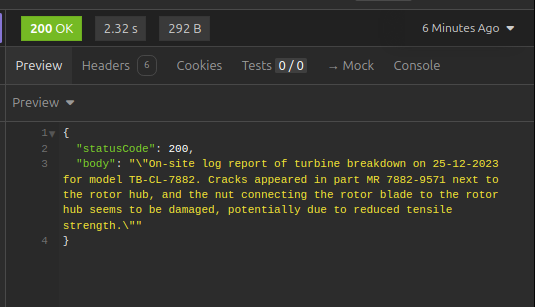 200 OK 2.32 s 292 B 6 Minutes Ago
Preview Headers 6 Cookies Tests 0 / 0 → Mock Console
Preview
1 {
2 "statusCode": 200,
3 "body": "\"On-site log report of turbine breakdown on 25-12-2023
for model TB-CL-7882. Cracks appeared in part MR 7882-9571 next to
the rotor hub, and the nut connecting the rotor blade to the rotor
hub seems to be damaged, potentially due to reduced tensile
strength.\""
4 }